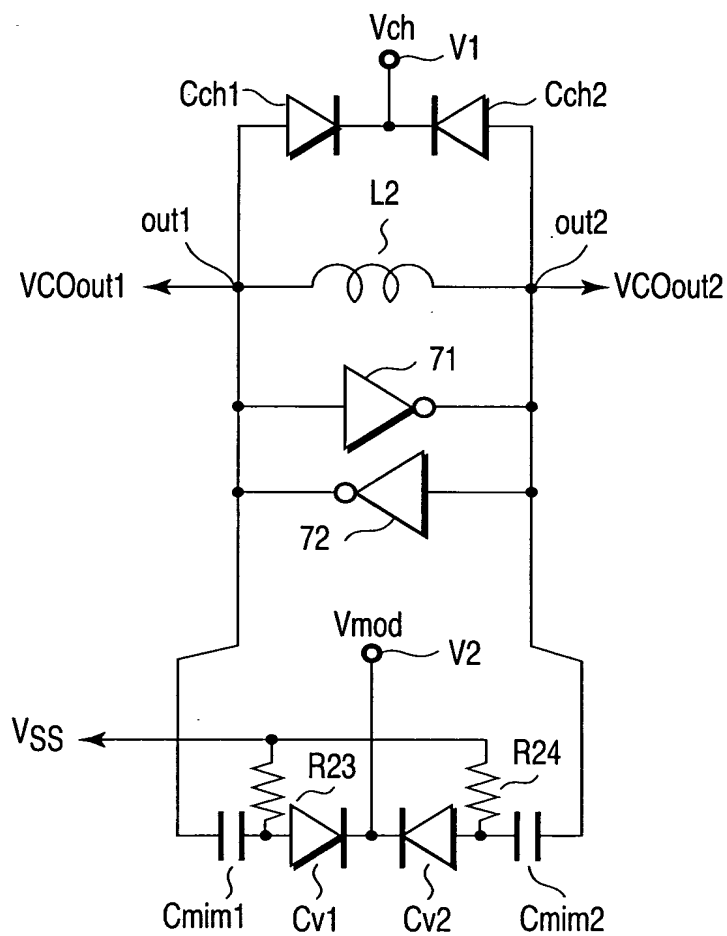 Vch
V1
Cch1
Cch2
L2
out1
out2
VCOout1
VCOout2
71
72
Vmod
V2
VSS
R23
R24
Cmim1
Cv1
Cv2
Cmim2